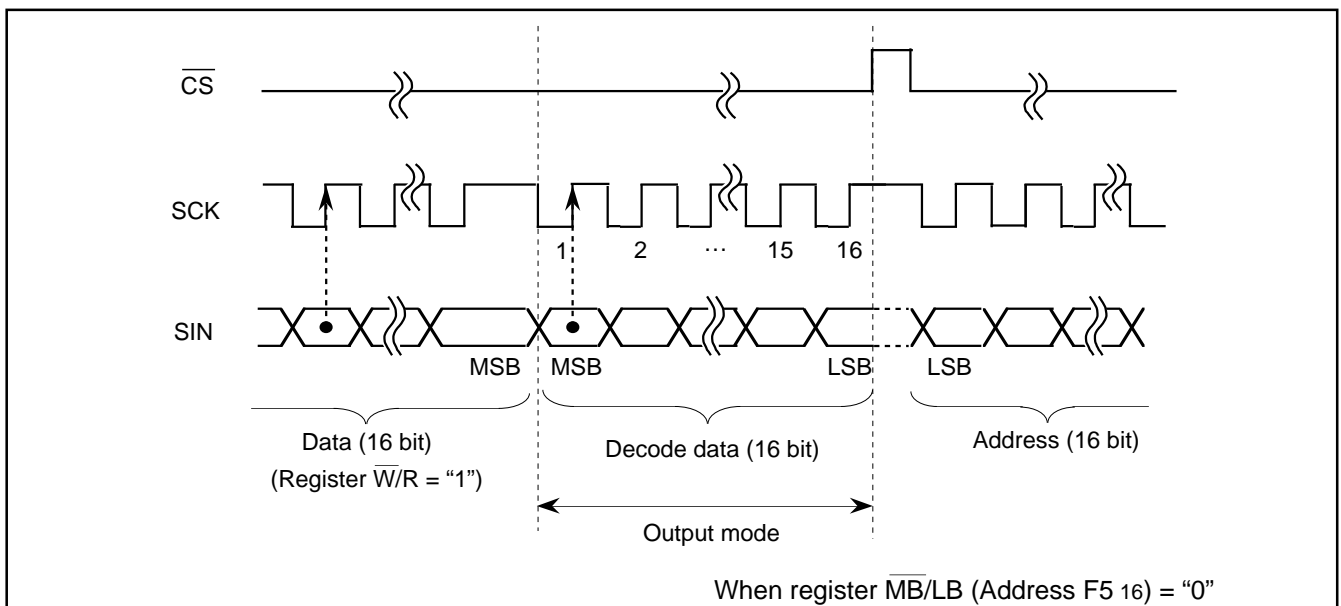 CS
SCK
1 2 ... 15 16
SIN
MSB MSB LSB LSB
Data (16 bit)
(Register W/R = “1”)
Decode data (16 bit)
Address (16 bit)
Output mode
When register MB/LB (Address F5 16) = “0”